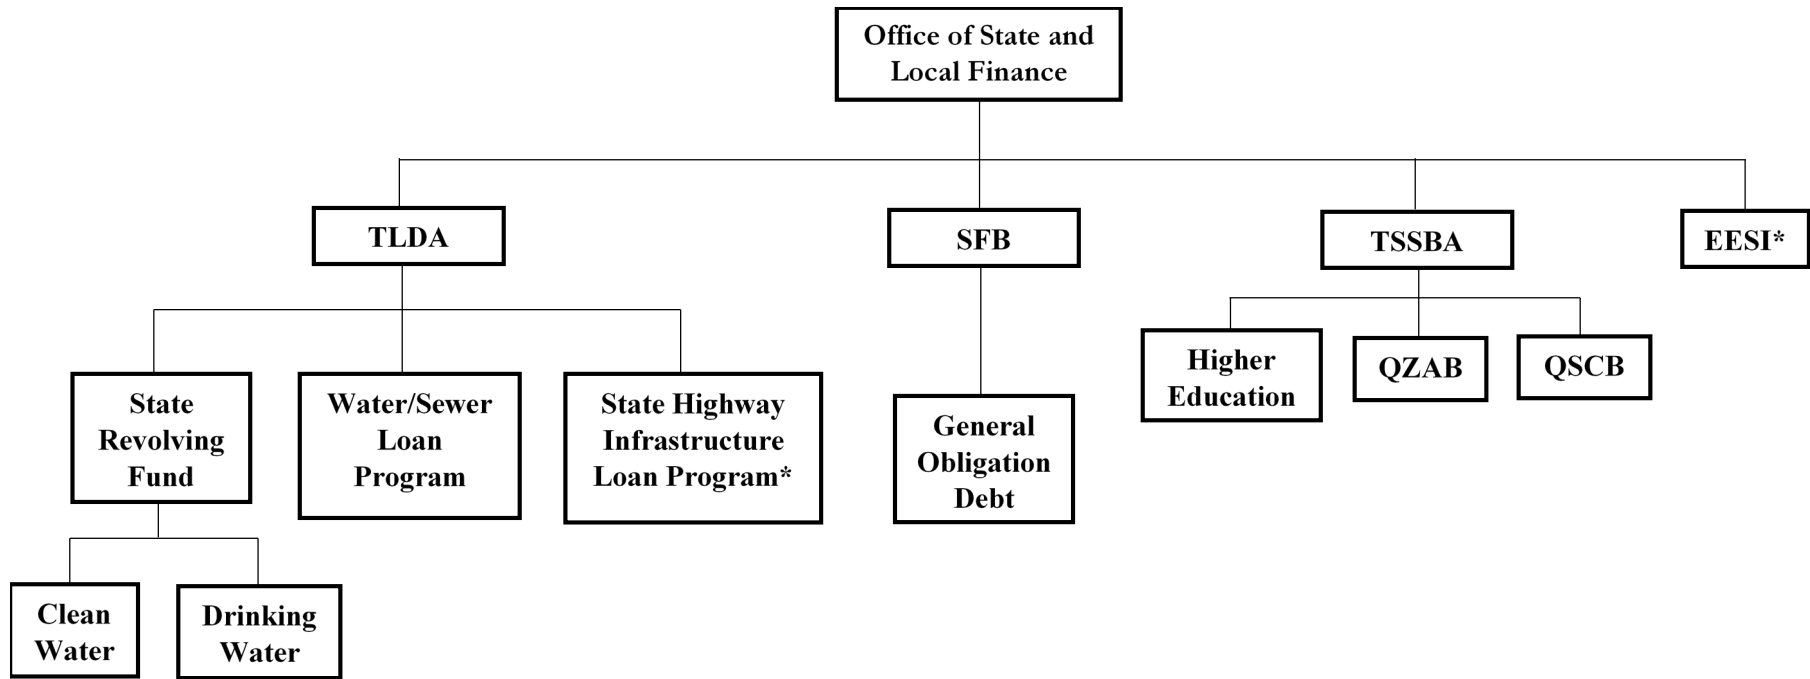 Office of State and
Local Finance
TLDA
SFB
TSSBA
EESI*
State
Revolving
Fund
Water/Sewer
Loan
Program
State Highway
Infrastructure
Loan Program*
General
Obligation
Debt
Higher
Education
QZAB
QSCB
Clean
Water
Drinking
Water